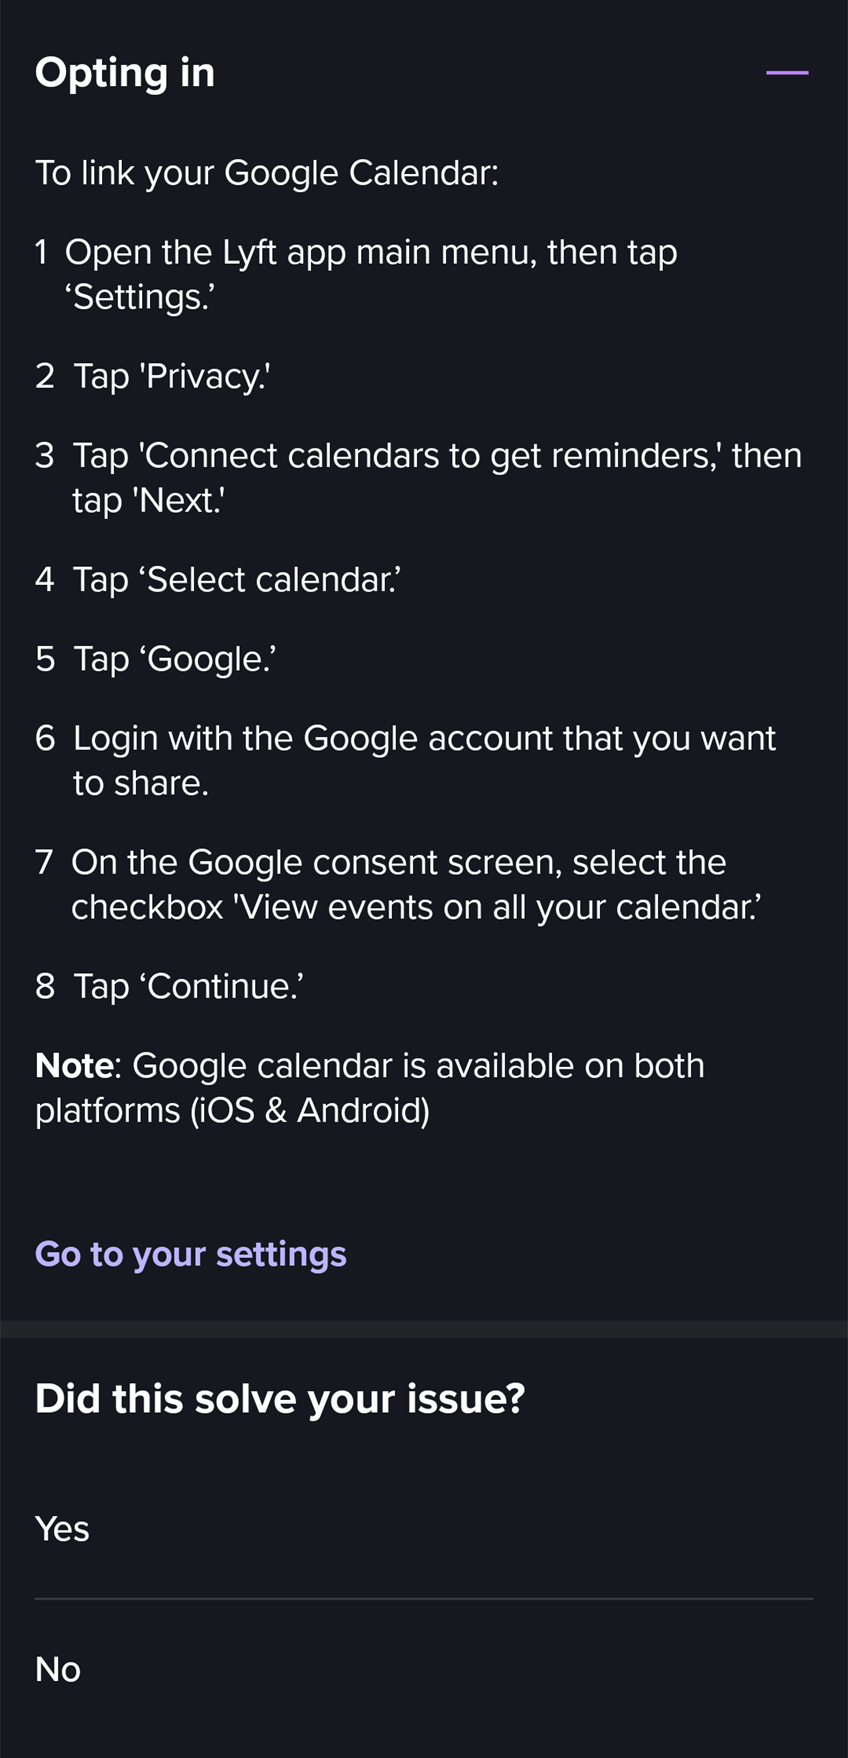 Opting in
To link your Google Calendar:
1 Open the Lyft app main menu, then tap
‘Settings.’
2 Tap 'Privacy.'
3 Tap 'Connect calendars to get reminders,' then
tap 'Next.'
4 Tap ‘Select calendar.’
5 Tap ‘Google.’
6 Login with the Google account that you want
to share.
7 On the Google consent screen, select the
checkbox 'View events on all your calendar.’
8 Tap ‘Continue.’
Note: Google calendar is available on both
platforms (iOS & Android)
Go to your settings
Did this solve your issue?
Yes
No